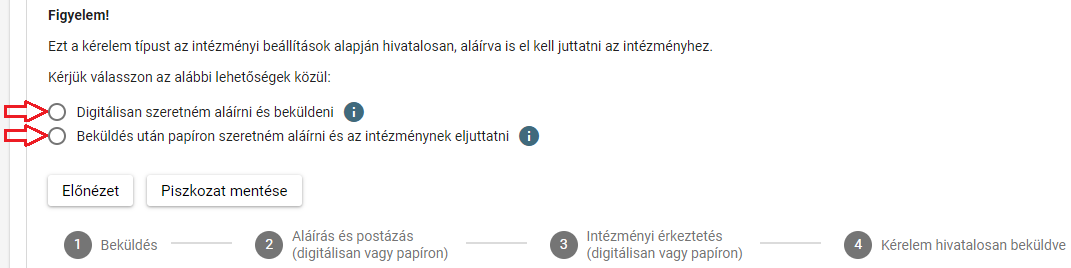 Figyelem!
Ezt a kérelem típust az intézményi beállítások alapján hivatalosan, aláírva is el kell juttatni az intézményhez.
Kérjük válasszon az alábbi lehetőségek közül:
Digitálisan szeretném aláírni és beküldeni i
Beküldés után papíron szeretném aláírni és az intézménynek eljuttatni i
Előnézet Piszkozat mentése
1 Beküldés
2 Aláírás és postázás
(digitálisan vagy papíron)
3 Intézményi érkeztetés
(digitálisan vagy papíron)
4 Kérelem hivatalosan beküldve